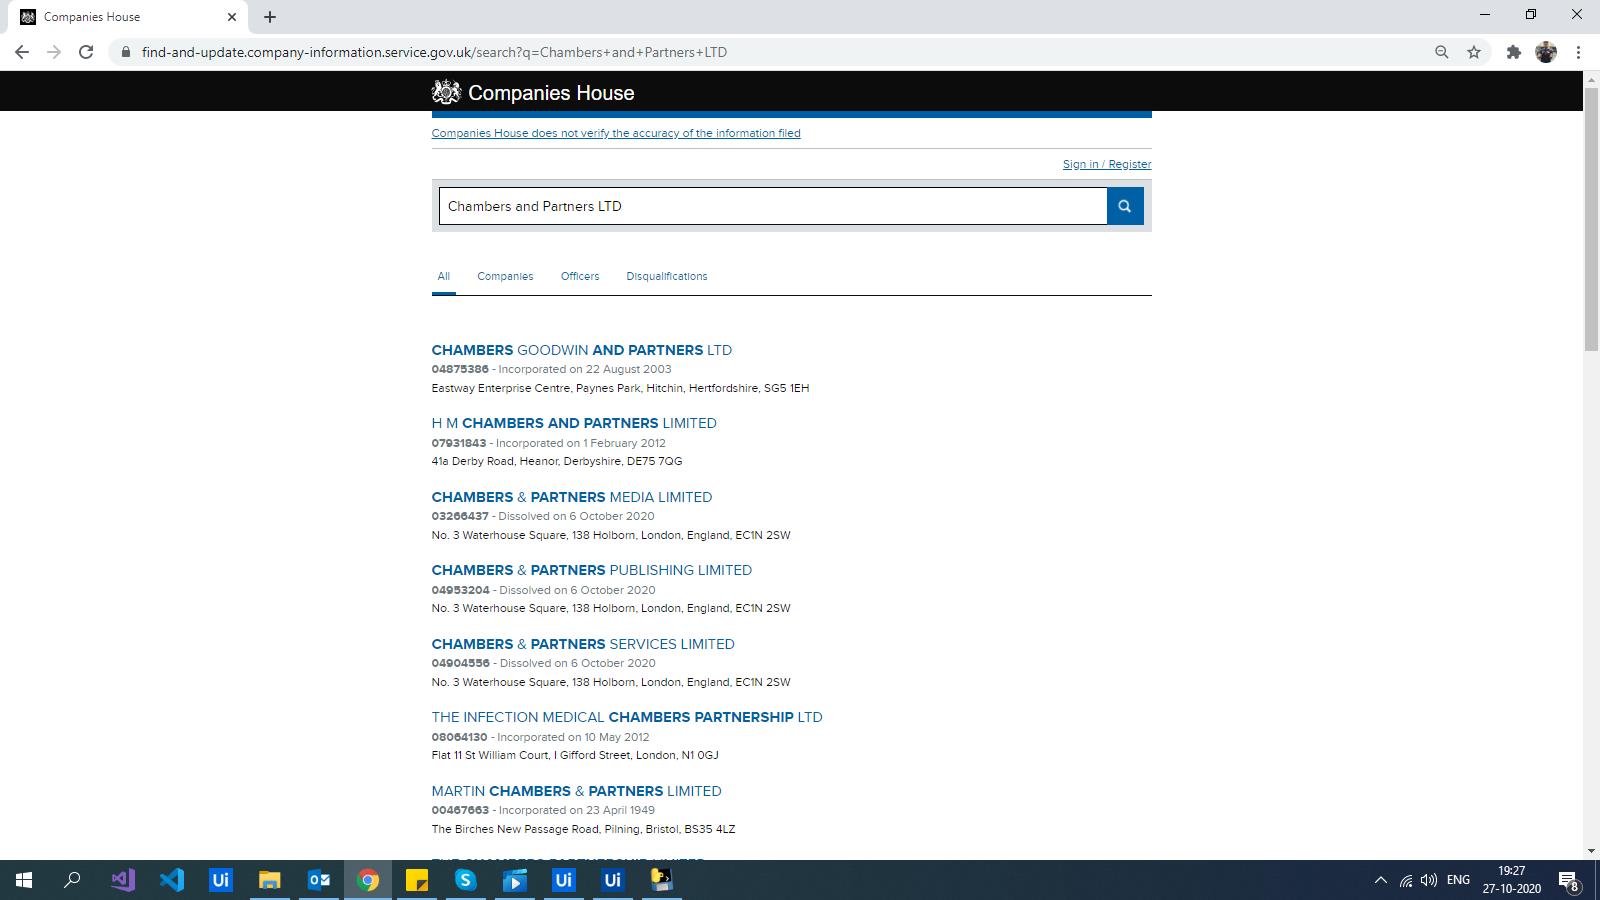 Companies House
find-and-update.company-information.service.gov.uk/search?q=Chambers+and+Partners+LTD
Companies House
Companies House does not verify the accuracy of the information filed
Sign in / Register
Chambers and Partners LTD
All Companies Officers Disqualifications
CHAMBERS GOODWIN AND PARTNERS LTD
04875386 - Incorporated on 22 August 2003
Eastway Enterprise Centre, Paynes Park, Hitchin, Hertfordshire, SG5 1EH
H M CHAMBERS AND PARTNERS LIMITED
07931843 - Incorporated on 1 February 2012
41a Derby Road, Heanor, Derbyshire, DE75 7QG
CHAMBERS & PARTNERS MEDIA LIMITED
03266437 - Dissolved on 6 October 2020
No. 3 Waterhouse Square, 138 Holborn, London, England, EC1N 2SW
CHAMBERS & PARTNERS PUBLISHING LIMITED
04953204 - Dissolved on 6 October 2020
No. 3 Waterhouse Square, 138 Holborn, London, England, EC1N 2SW
CHAMBERS & PARTNERS SERVICES LIMITED
04904556 - Dissolved on 6 October 2020
No. 3 Waterhouse Square, 138 Holborn, London, England, EC1N 2SW
THE INFECTION MEDICAL CHAMBERS PARTNERSHIP LTD
08064130 - Incorporated on 10 May 2012
Flat 11 St William Court, I Gifford Street, London, N1 0GJ
MARTIN CHAMBERS & PARTNERS LIMITED
00467663 - Incorporated on 23 April 1949
The Birches New Passage Road, Pilning, Bristol, BS35 4LZ
Ui
Ui
Ui
ENG
19:27
27-10-2020
8